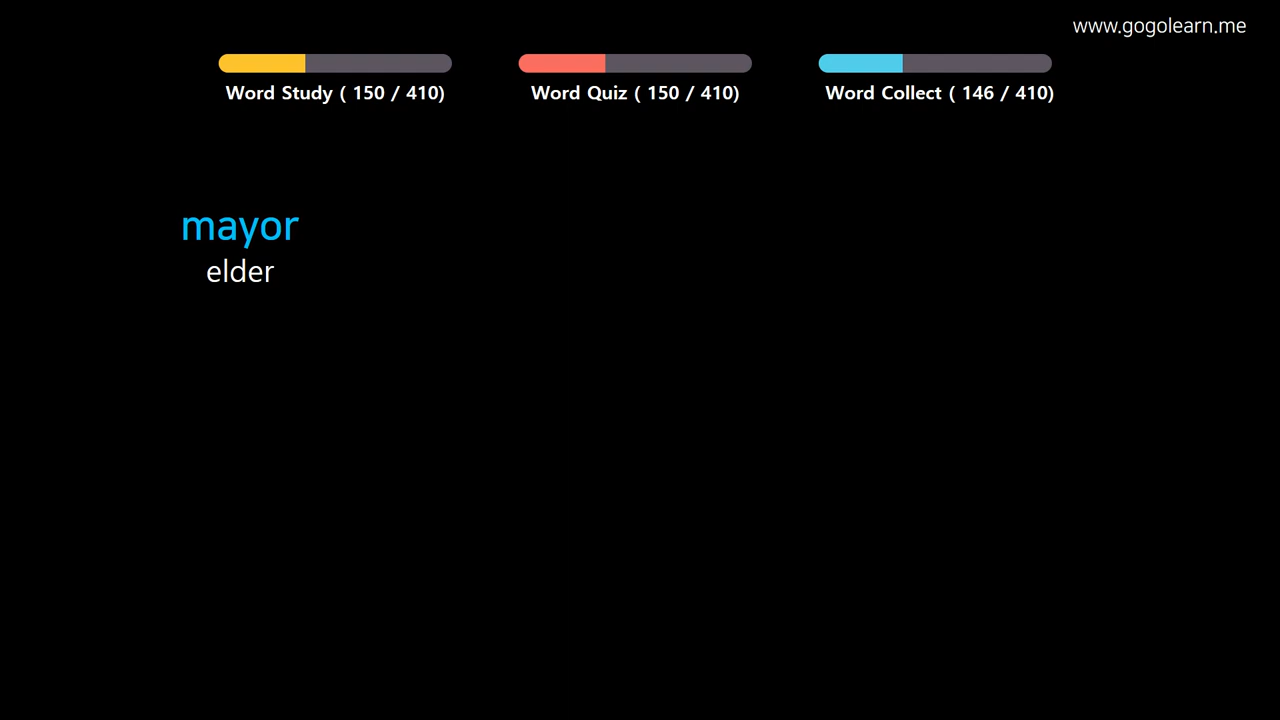 www.gogolearn.me
Word Study ( 150 / 410)
Word Quiz ( 150 / 410)
Word Collect ( 146 / 410)
mayor
elder